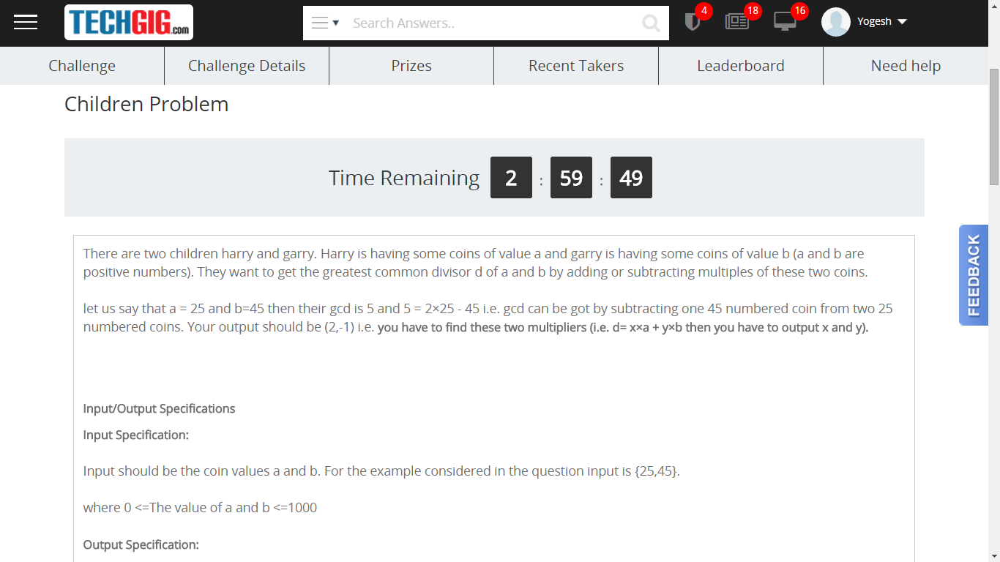 TECHGIG.com
Search Answers..
4
18
16
Yogesh
Challenge
Challenge Details
Prizes
Recent Takers
Leaderboard
Need help
Children Problem
Time Remaining 2 : 59 : 49
There are two children harry and garry. Harry is having some coins of value a and garry is having some coins of value b (a and b are
positive numbers). They want to get the greatest common divisor d of a and b by adding or subtracting multiples of these two coins.
let us say that a = 25 and b=45 then their gcd is 5 and 5 = 2×25 - 45 i.e. gcd can be got by subtracting one 45 numbered coin from two 25
numbered coins. Your output should be (2,-1) i.e. you have to find these two multipliers (i.e. d= x×a + y×b then you have to output x and y).
Input/Output Specifications
Input Specification:
Input should be the coin values a and b. For the example considered in the question input is {25,45}.
where 0 <=The value of a and b <=1000
Output Specification:
FEEDBACK